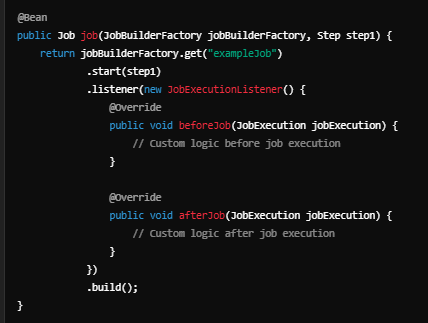 @Bean
public Job job(JobBuilderFactory jobBuilderFactory, Step step1) {
    return jobBuilderFactory.get("exampleJob")
            .start(step1)
            .listener(new JobExecutionListener() {
                @Override
                public void beforeJob(JobExecution jobExecution) {
                    // Custom logic before job execution
                }

                @Override
                public void afterJob(JobExecution jobExecution) {
                    // Custom logic after job execution
                }
            })
            .build();
}